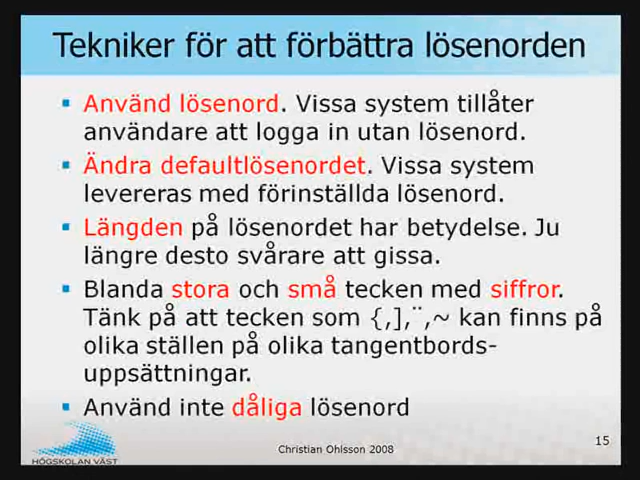 Tekniker för att förbättra lösenorden
Använd lösenord. Vissa system tillåter
användare att logga in utan lösenord.
Ändra defaultlösenordet. Vissa system
levereras med förinställda lösenord.
Längden på lösenordet har betydelse. Ju
längre desto svårare att gissa.
Blanda stora och små tecken med siffror.
Tänk på att tecken som {,],¨,~ kan finns på
olika ställen på olika tangentbords-
uppsättningar.
Använd inte dåliga lösenord
HÖGSKOLAN VÄST
Christian Ohlsson 2008
15